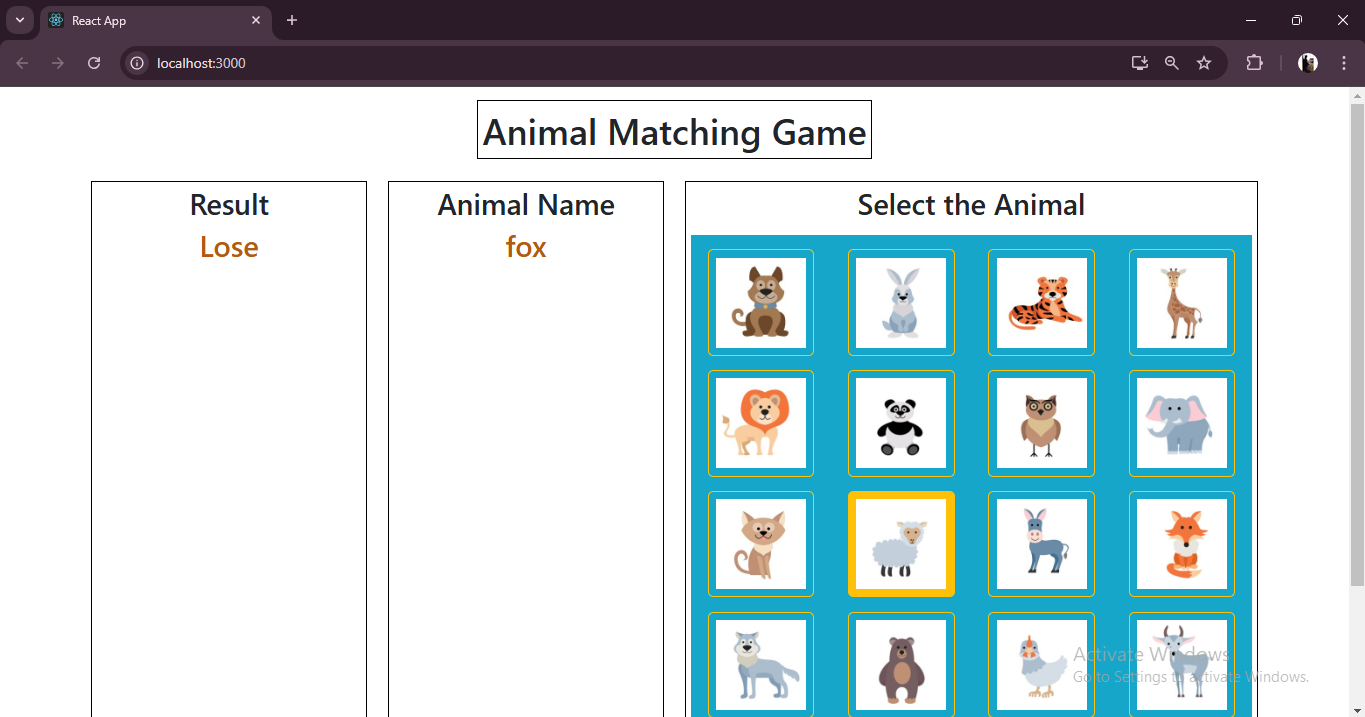 React App
localhost:3000
Animal Matching Game
Result
Lose
Animal Name
fox
Select the Animal
Activate Windows
Go to Settings to activate Windows.